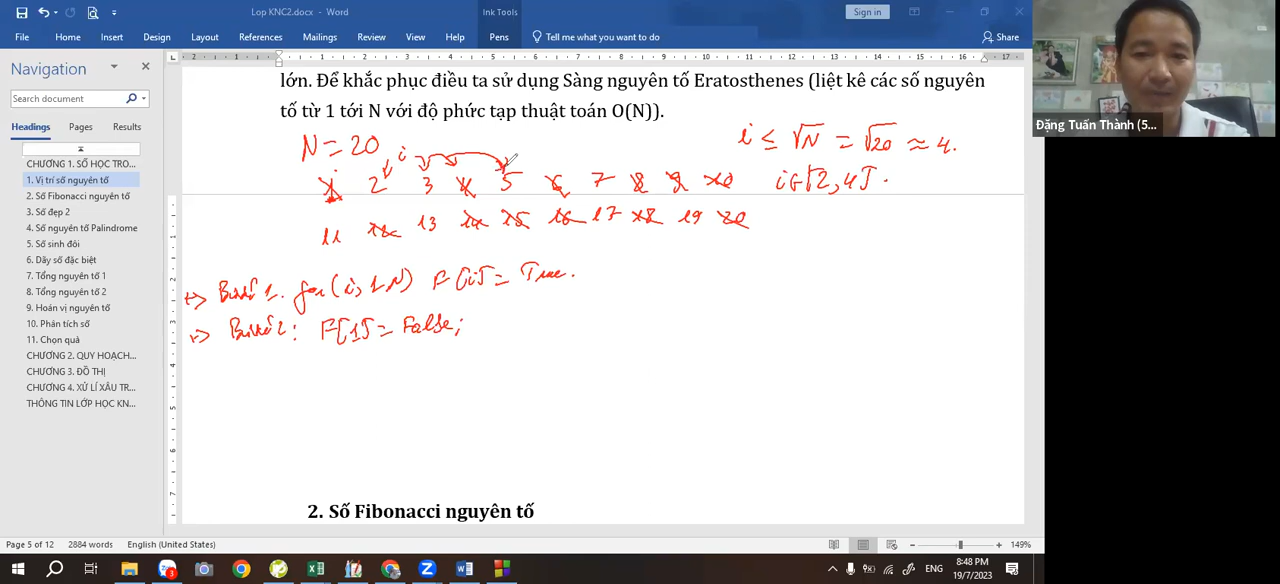 Lop KNC2.docx - Word
Ink Tools
Sign in
File Home Insert Design Layout References Mailings Review View Help Pens Tell me what you want to do Share
Navigation
Search document
Headings Pages Results
CHƯƠNG 1. SỐ HỌC TRO...
1. Vị trí số nguyên tố
2. Số Fibonacci nguyên tố
3. Số đẹp 2
4. Số nguyên tố Palindrome
5. Số sinh đôi
6. Dãy số đặc biệt
7. Tổng nguyên tố 1
8. Tổng nguyên tố 2
9. Hoán vị nguyên tố
10. Phân tích số
11. Chọn quà
CHƯƠNG 2. QUY HOẠCH...
CHƯƠNG 3. ĐỒ THỊ
CHƯƠNG 4. XỬ LÍ XÂU TR...
THÔNG TIN LỚP HỌC KN...
lớn. Để khắc phục điều ta sử dụng Sàng nguyên tố Eratosthenes (liệt kê các số nguyên
tố từ 1 tới N với độ phức tạp thuật toán O(N)).
N = 20
i ≤ √N = √20 ≈ 4.
i
1 2 3 4 5 6 7 8 9 10
2, 4].
11 12 13 14 15 16 17 18 19 20
Bước 1. for(i, 1, N) F[i] = True.
Bước 2: F[1] = False;
2. Số Fibonacci nguyên tố
Đặng Tuấn Thành (5...
Page 5 of 12 2884 words English (United States) 149%
3
ENG
8:48 PM
19/7/2023